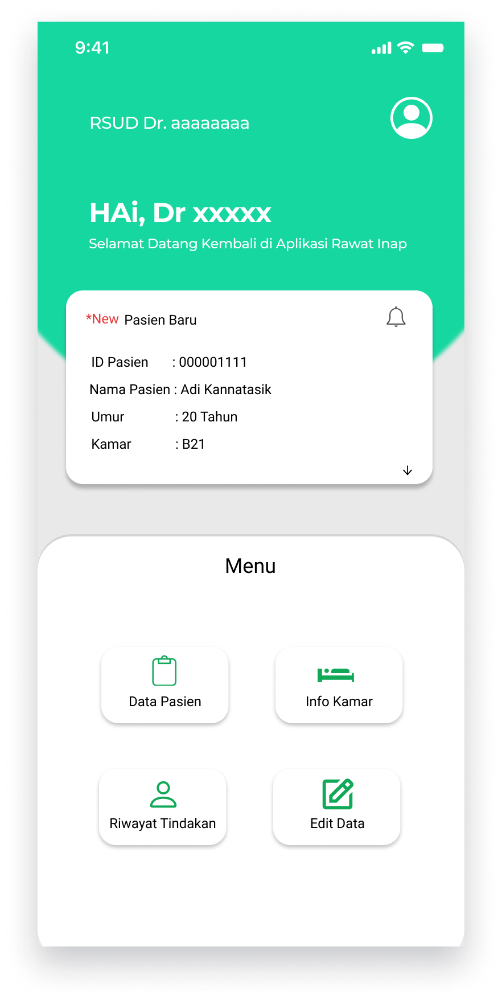 9:41
RSUD Dr. aaaaaaaa
HAi, Dr xxxxx
Selamat Datang Kembali di Aplikasi Rawat Inap
*New Pasien Baru
ID Pasien : 000001111
Nama Pasien : Adi Kannatasik
Umur : 20 Tahun
Kamar : B21
Menu
Data Pasien
Info Kamar
Riwayat Tindakan
Edit Data